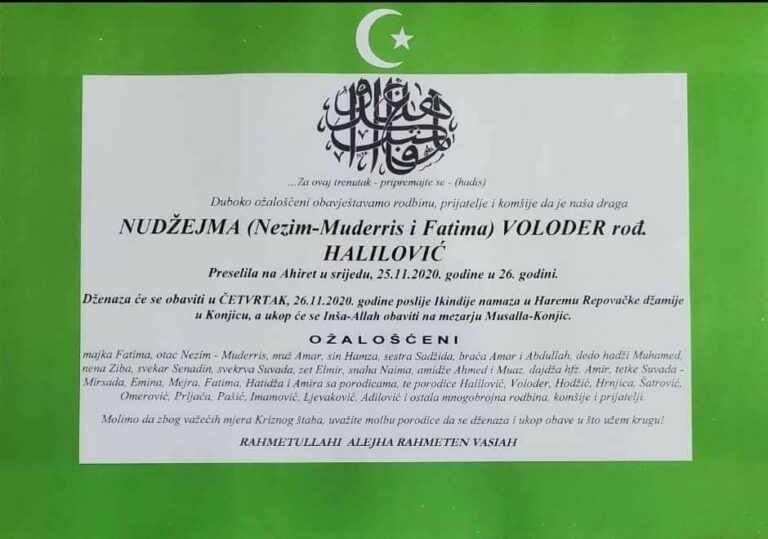 ...Za ovaj trenutak - pripremajte se - (hadis)
Duboko ožalošćeni obavještavamo rodbinu, prijatelje i komšije da je naša draga
NUDŽEJMA (Nezim-Muderris i Fatima) VOLODER rođ.
HALILOVIĆ
Preselila na Ahiret u srijedu, 25.11.2020. godine u 26. godini.
Dženaza će se obaviti u ČETVRTAK, 26.11.2020. godine poslije Ikindije namaza u Haremu Repovačke džamije
u Konjicu, a ukop će se Inša-Allah obaviti na mezarju Musalla-Konjic.
OŽALOŠĆENI
majka Fatima, otac Nezim - Muderris, muž Amar, sin Hamza, sestra Sadžida, braća Amar i Abdullah, dedo hadži Muhamed,
nena Ziba, svekar Senadin, svekrva Suvada, zet Elmir, snaha Naima, amidže Ahmed i Muaz, dajdža hfz. Amir, tetke Suvada -
Mirsada, Emina, Mejra, Fatima, Hatidža i Amira sa porodicama, te porodice Halilović, Voloder, Hodžić, Hrnjica, Šatrović,
Omerović, Prljača, Pašić, Imamović, Ljevaković, Adilović i ostala mnogobrojna rodbina, komšije i prijatelji.
Molimo da zbog važećih mjera Kriznog štaba, uvažite molbu porodice da se dženaza i ukop obave u što užem krugu!
RAHMETULLAHI ALEJHA RAHMETEN VASIAH